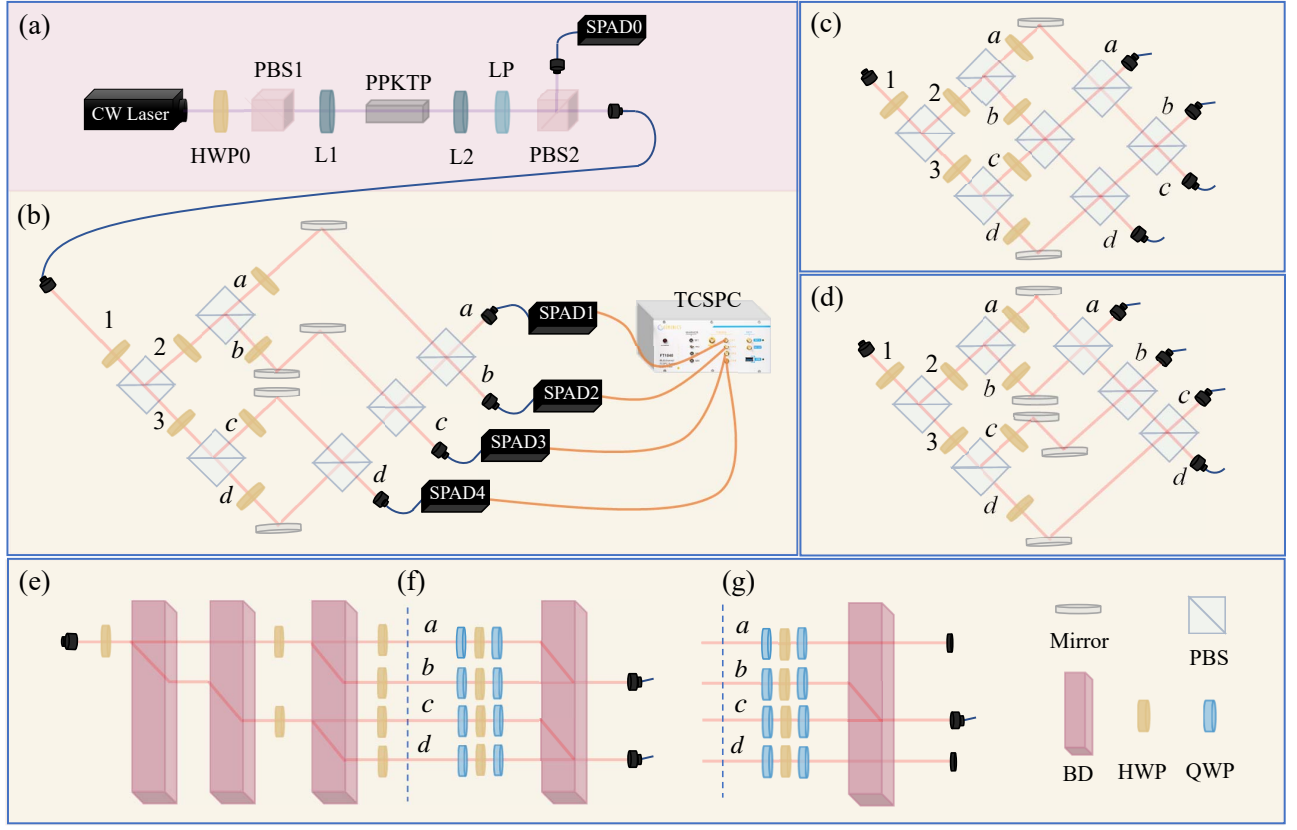 (a)
SPAD0
PBS1
PPKTP
LP
CW Laser
HWP0
L1
L2
PBS2
(b)
1
2
3
a
b
c
d
a
b
c
d
SPAD1
SPAD2
SPAD3
SPAD4
TCSPC
(c)
1
2
3
a
b
c
d
a
b
c
d
(d)
1
2
3
a
b
c
d
a
b
c
d
(e)
(f)
a
b
c
d
(g)
a
b
c
d
Mirror
PBS
BD
HWP
QWP